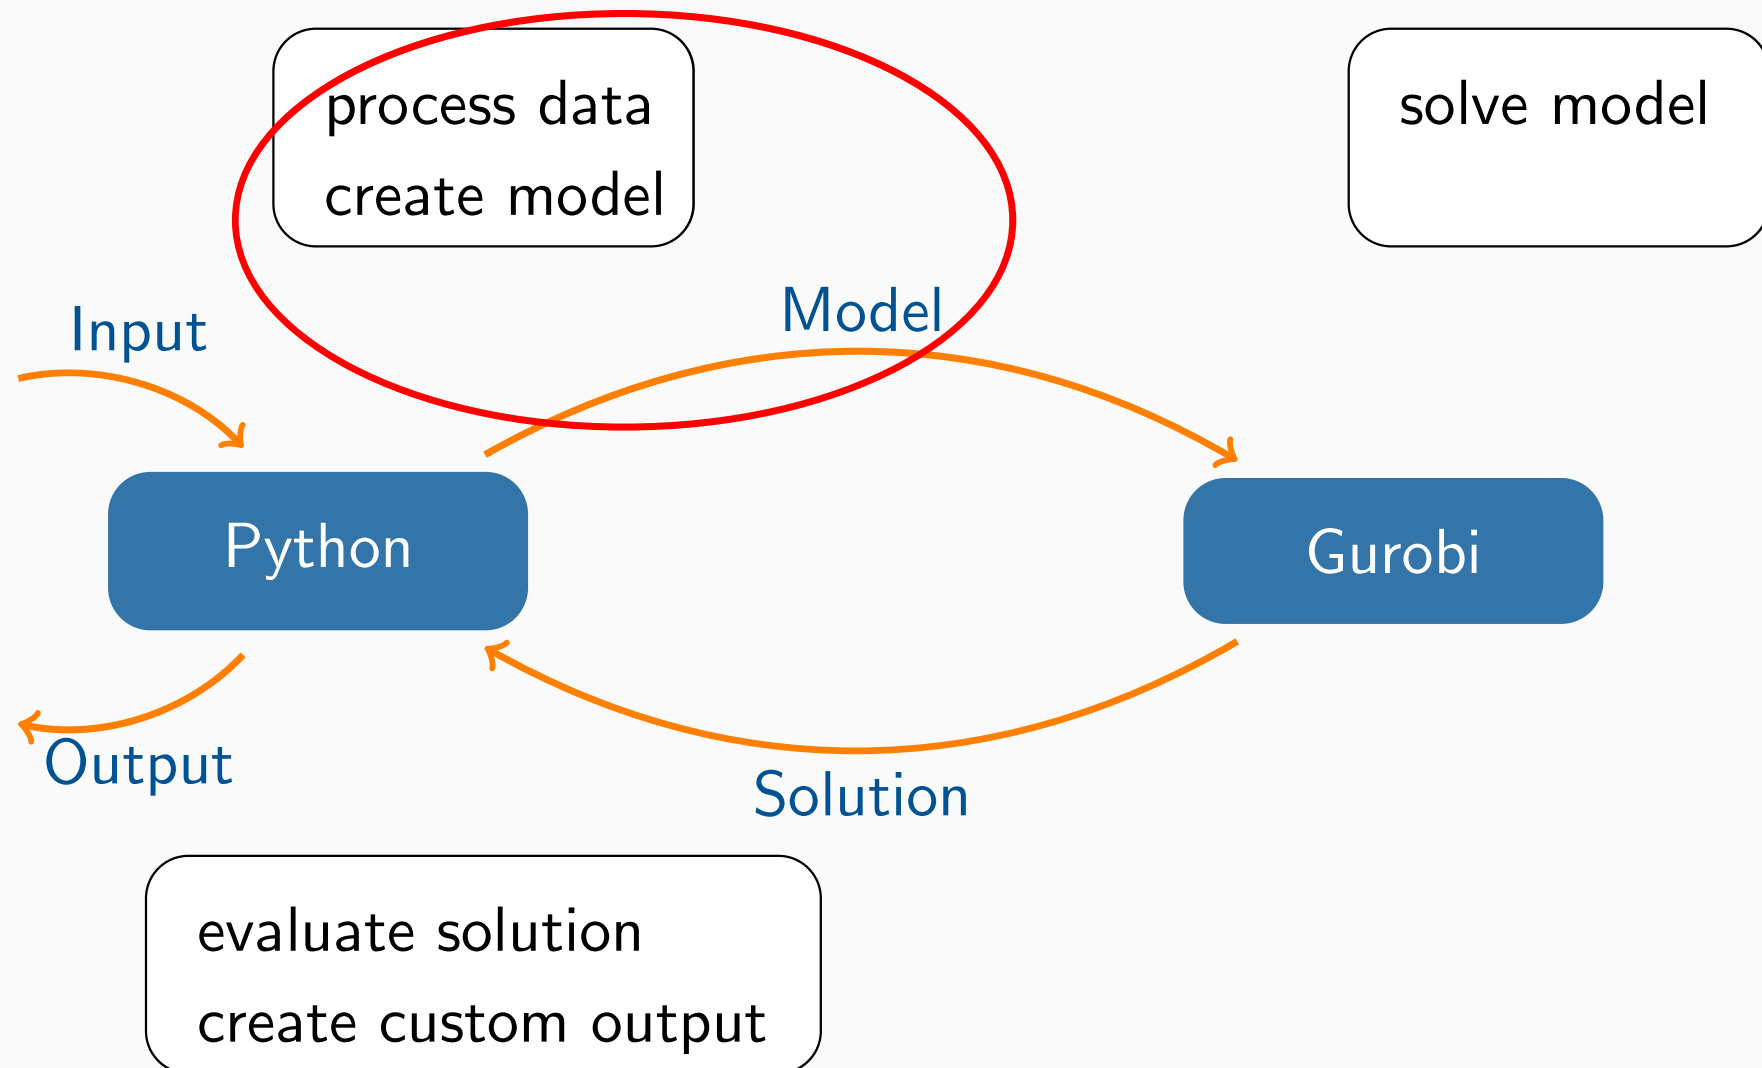 process data
create model
solve model
Input
Model
Python
Gurobi
Output
Solution
evaluate solution
create custom output